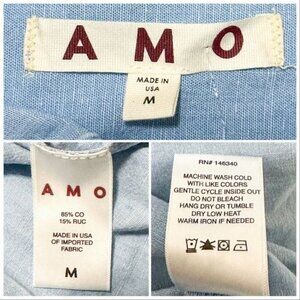 AMO
MADE IN
USA
M
AMO
85% CO
15% RUC
MADE IN USA
OF IMPORTED
FABRIC
M
RN# 146340
MACHINE WASH COLD
WITH LIKE COLORS
GENTLE CYCLE INSIDE OUT
DO NOT BLEACH
HANG DRY OR TUMBLE
DRY LOW HEAT
WARM IRON IF NEEDED